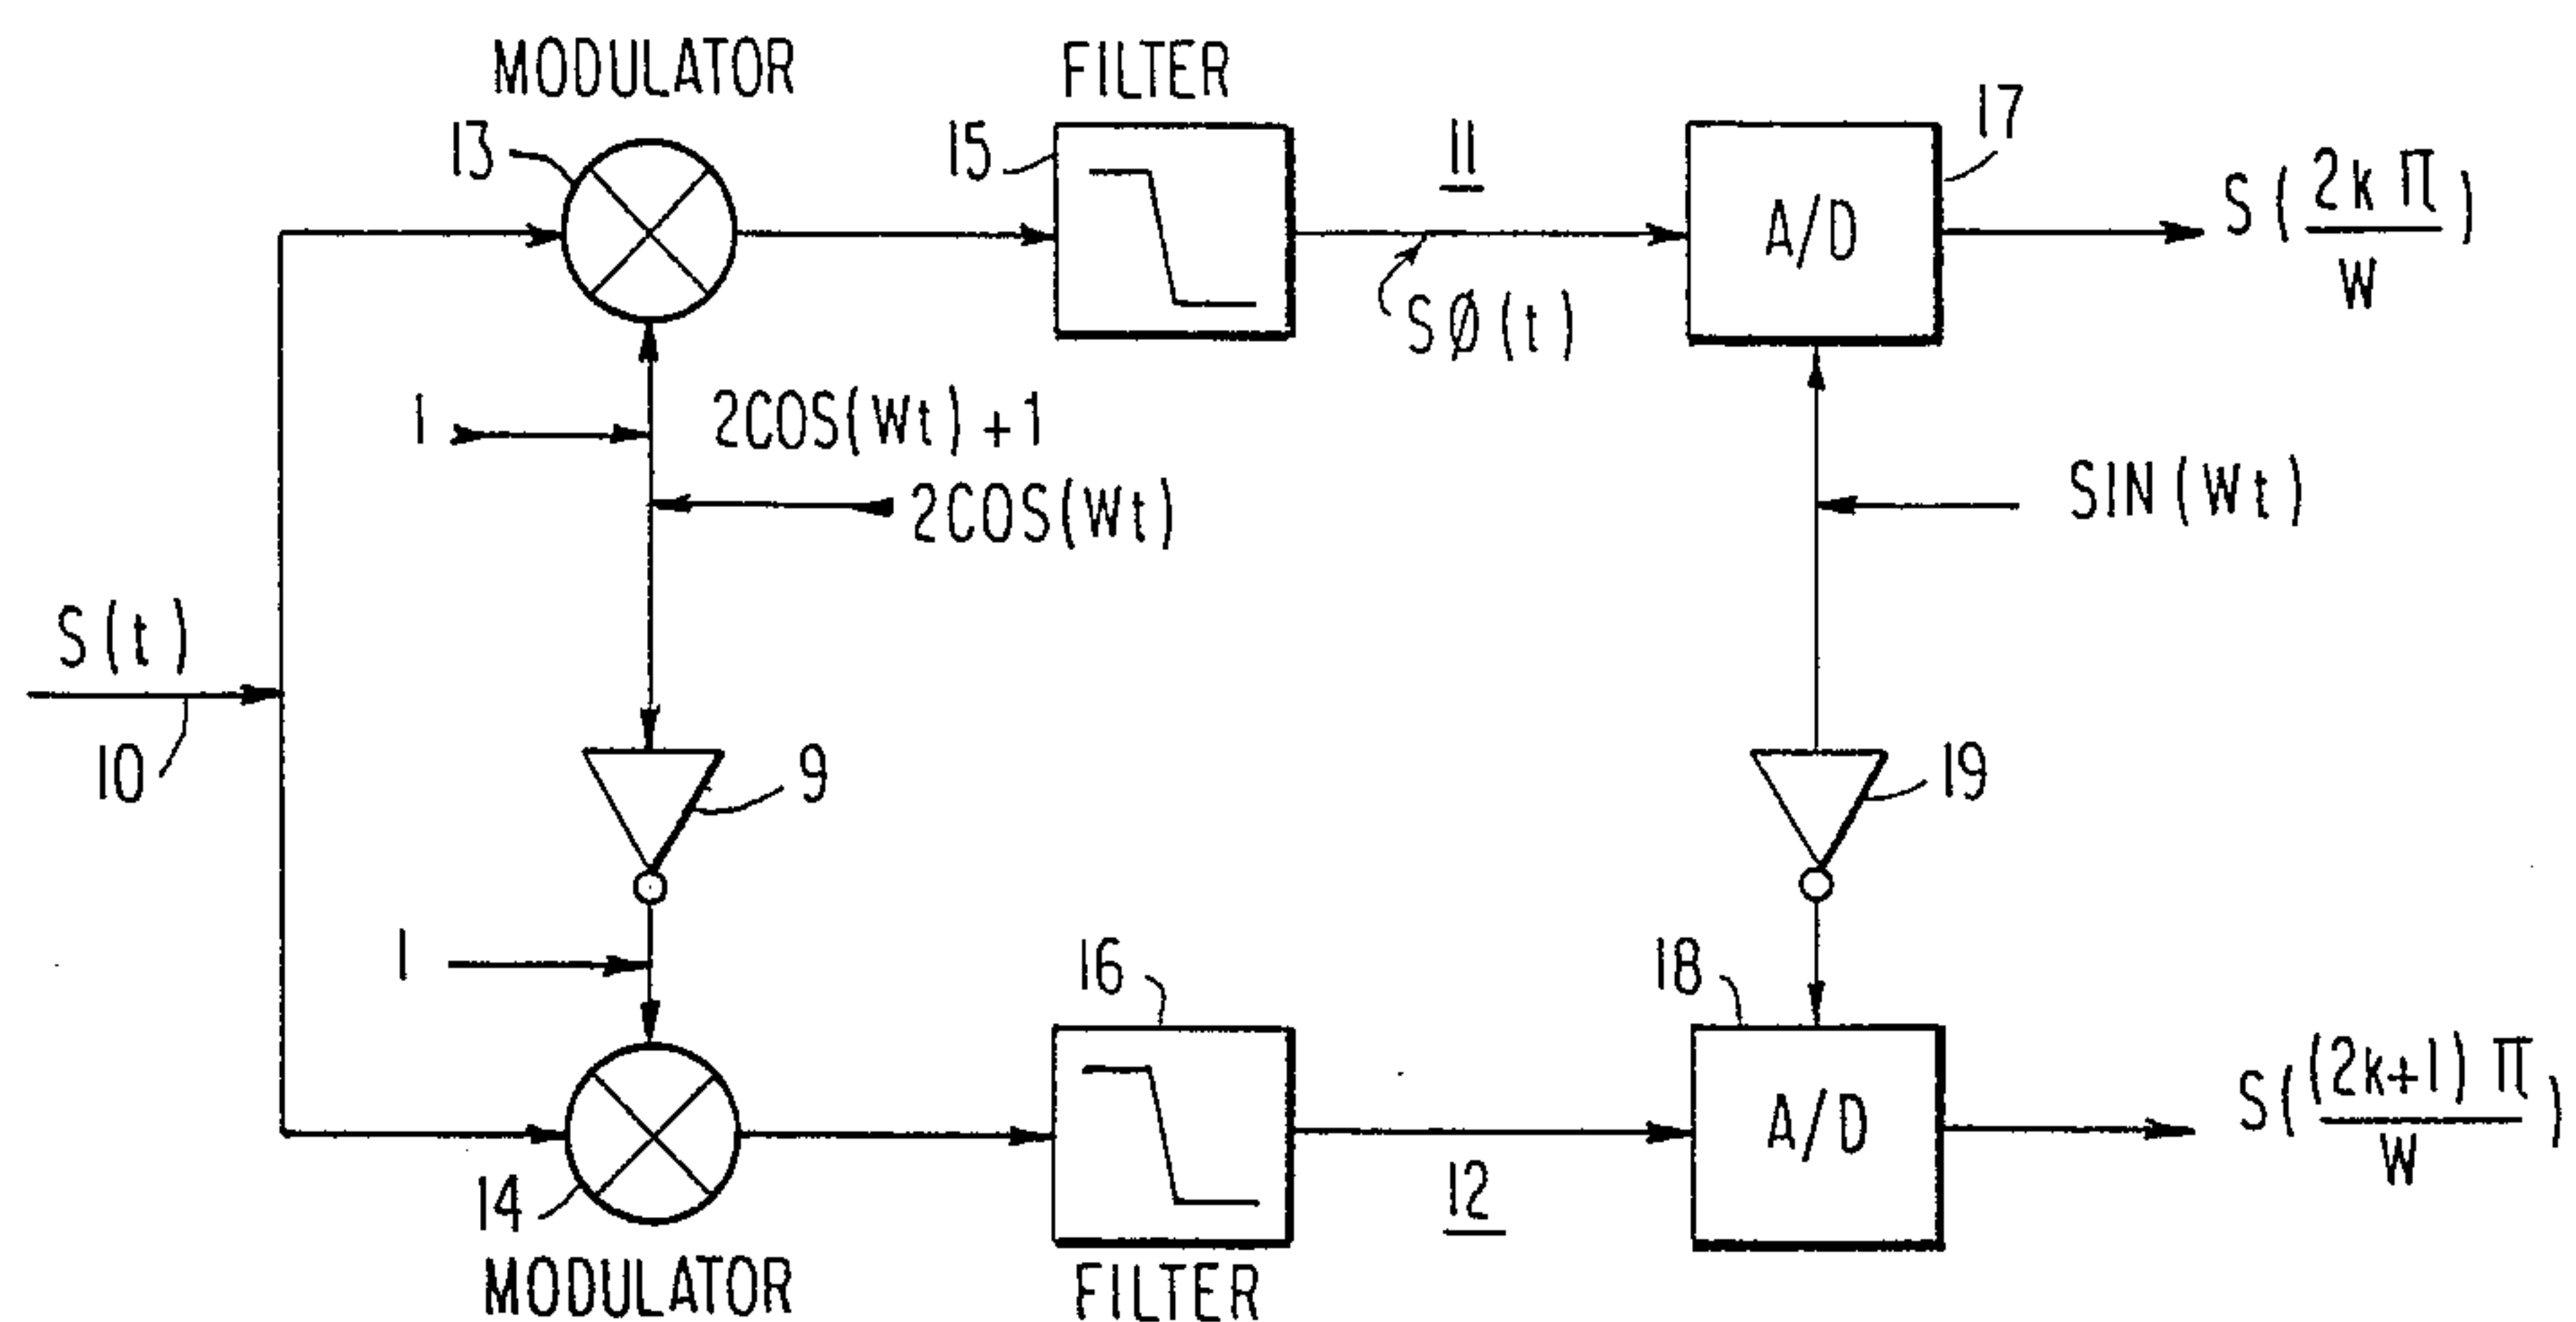 MODULATOR
FILTER
13
15
11
17
A/D
S(2kπ/W)
SØ(t)
1
2COS(Wt)+1
2COS(Wt)
SIN(Wt)
S(t)
10
9
19
1
16
18
A/D
S((2k+1)π/W)
14
12
MODULATOR
FILTER